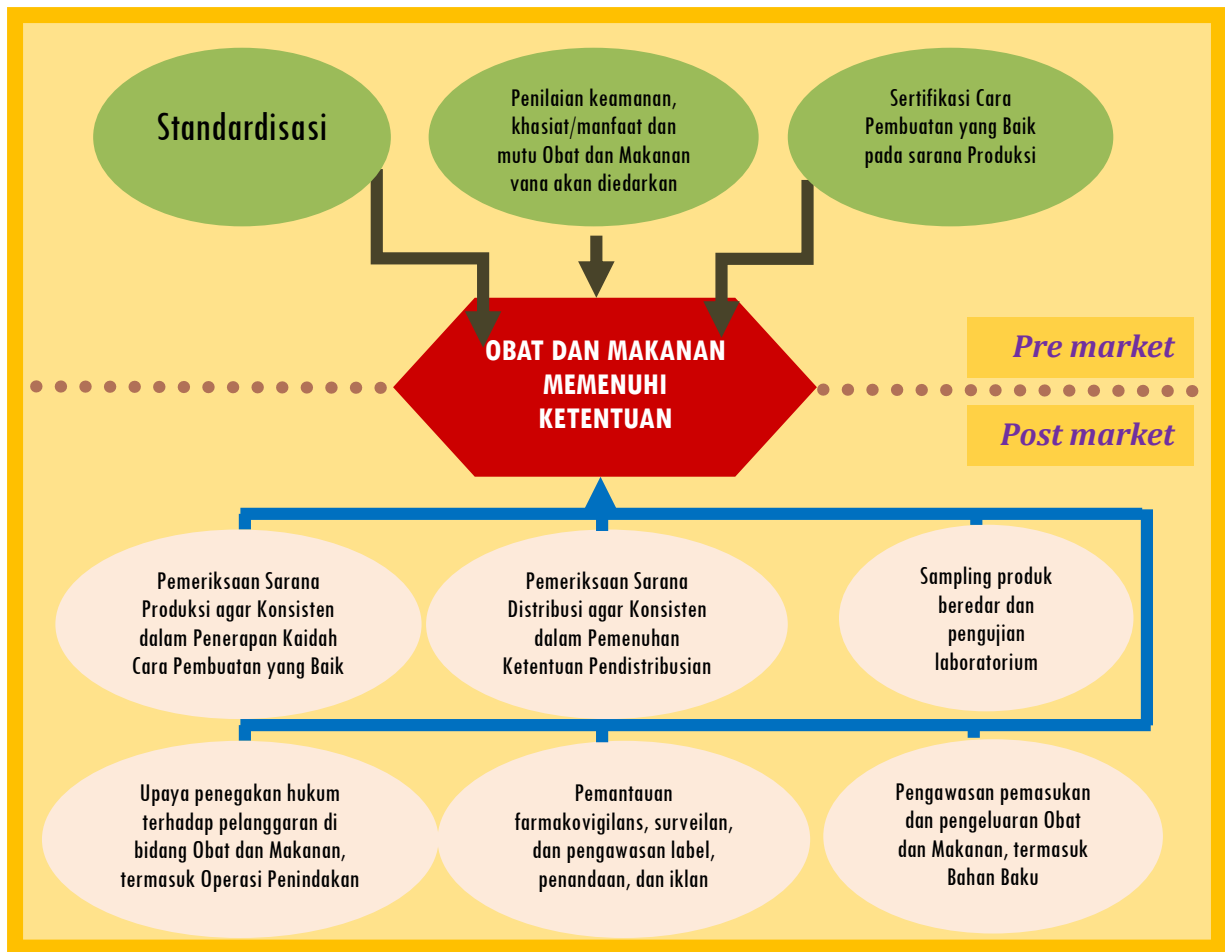 Standardisasi
Penilaian keamanan,
khasiat/manfaat dan
mutu Obat dan Makanan
vana akan diedarkan
Sertifikasi Cara
Pembuatan yang Baik
pada sarana Produksi
OBAT DAN MAKANAN
MEMENUHI
KETENTUAN
Pre market
Post market
Pemeriksaan Sarana
Produksi agar Konsisten
dalam Penerapan Kaidah
Cara Pembuatan yang Baik
Pemeriksaan Sarana
Distribusi agar Konsisten
dalam Pemenuhan
Ketentuan Pendistribusian
Sampling produk
beredar dan
pengujian
laboratorium
Upaya penegakan hukum
terhadap pelanggaran di
bidang Obat dan Makanan,
termasuk Operasi Penindakan
Pemantauan
farmakovigilans, surveilan,
dan pengawasan label,
penandaan, dan iklan
Pengawasan pemasukan
dan pengeluaran Obat
dan Makanan, termasuk
Bahan Baku